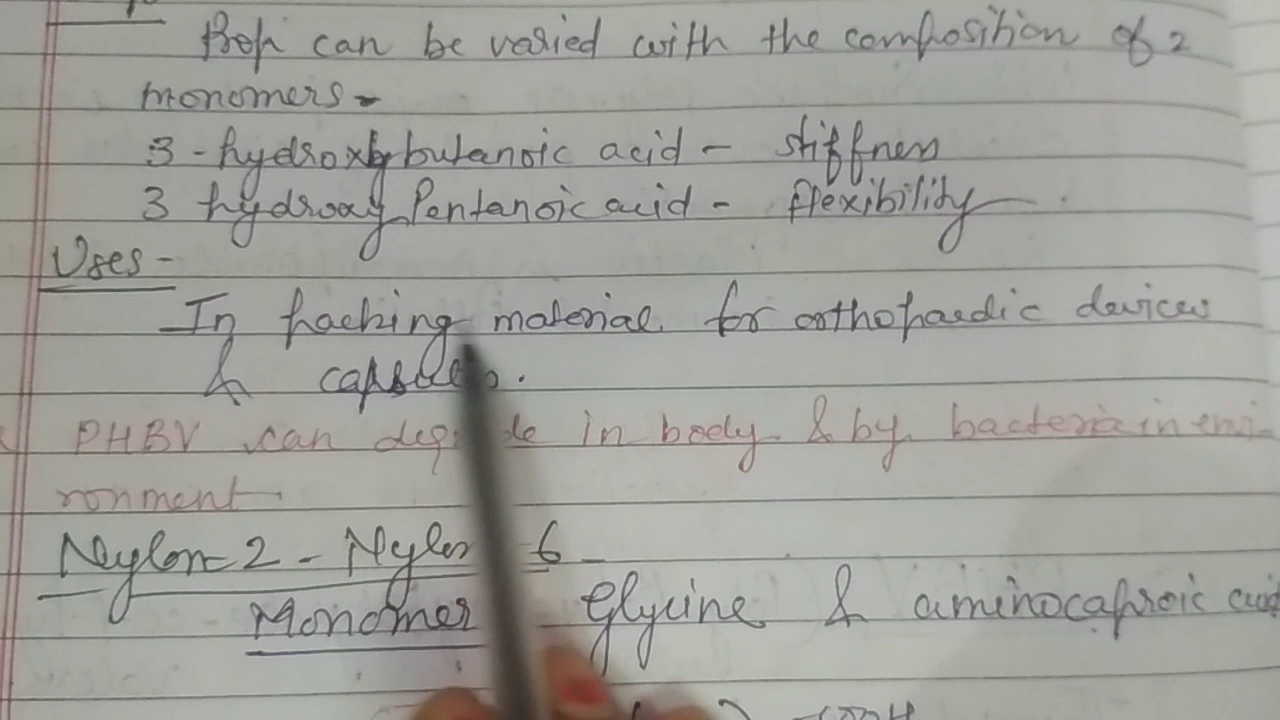 Prop can be varied with the composition of 2
monomers-
3-hydroxybutanoic acid - stiffness
3 hydroxy Pentanoic acid - flexibility
Uses-
In packing material for orthopaedic devices
& capsules.
PHBV can degrade in body & by bacteria in envi-
ronment
Nylon-2-Nylon 6-
Monomer Glycine & aminocaproic acid
COOH